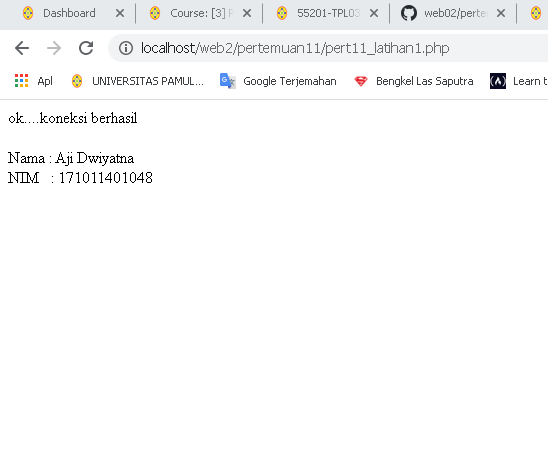 Dashboard
Course: [3] P
55201-TPL03
web02/perte
localhost/web2/pertemuan11/pert11_latihan1.php
Apl
UNIVERSITAS PAMUL...
Google Terjemahan
Bengkel Las Saputra
Learn t
ok....koneksi berhasil
Nama : Aji Dwiyatna
NIM : 171011401048